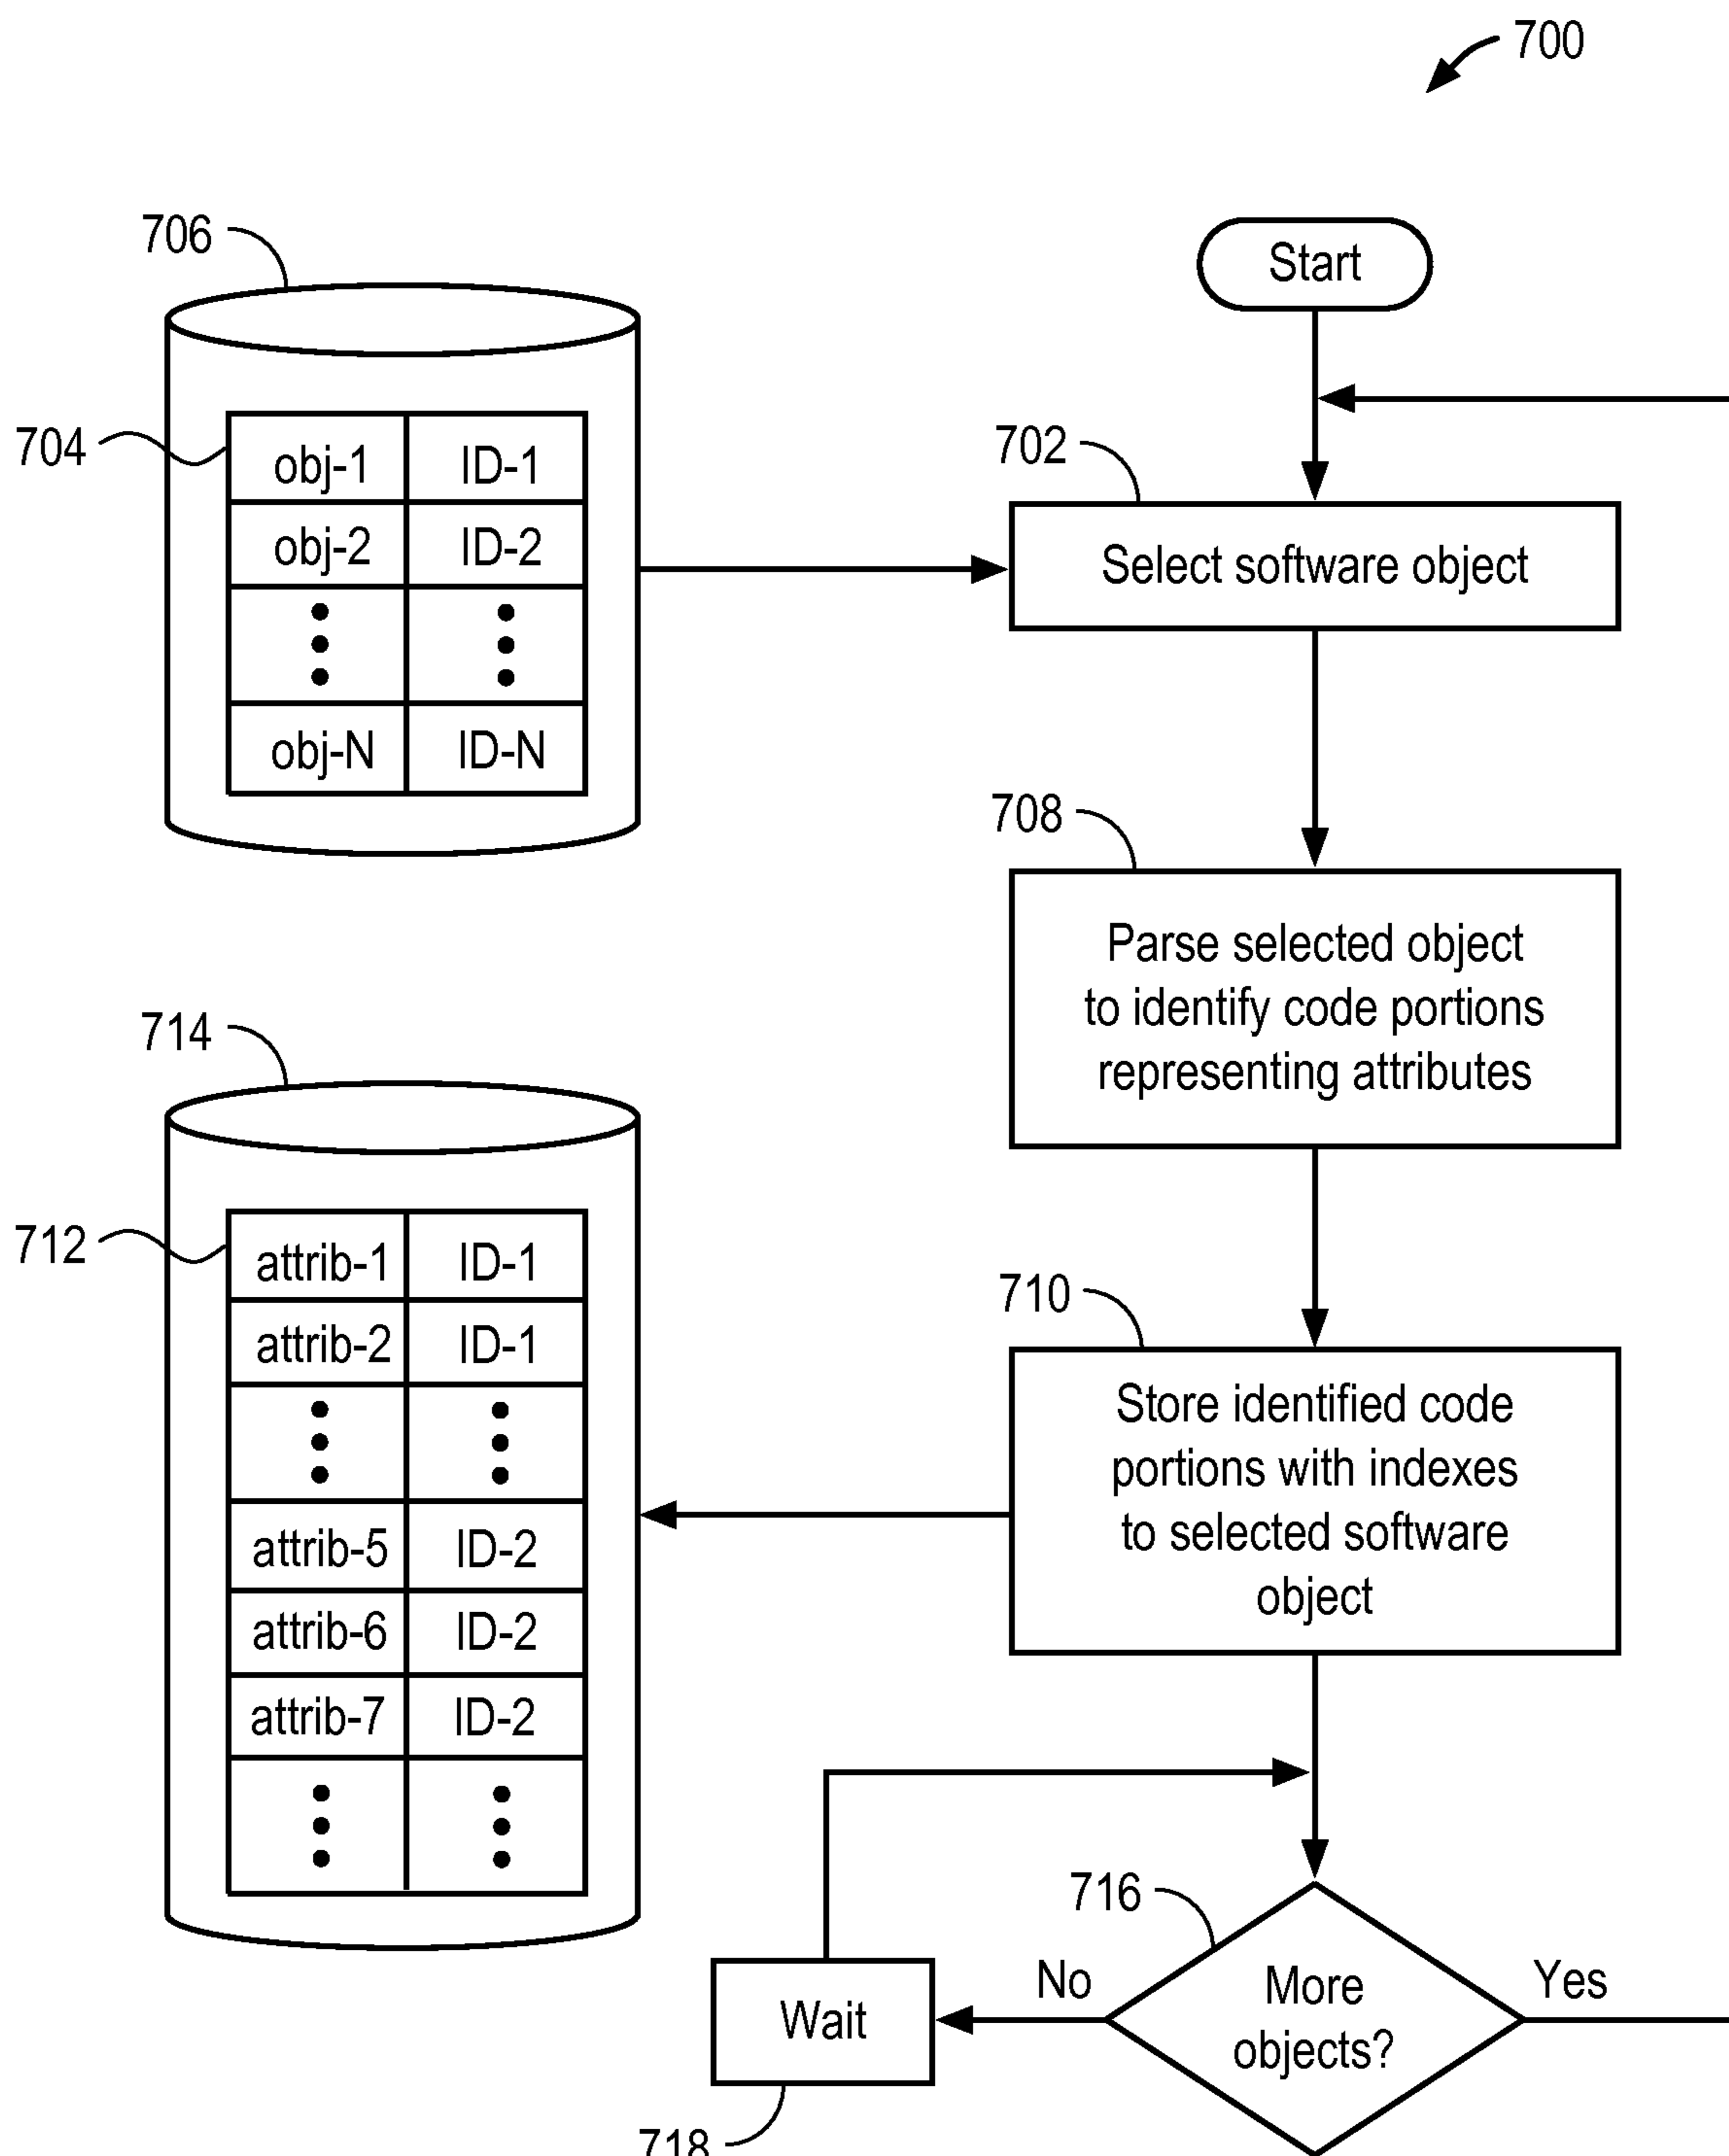 700
Start
706
704
obj-1 ID-1
obj-2 ID-2
obj-N ID-N
702
Select software object
708
Parse selected object
to identify code portions
representing attributes
714
712
attrib-1 ID-1
attrib-2 ID-1
attrib-5 ID-2
attrib-6 ID-2
attrib-7 ID-2
710
Store identified code
portions with indexes
to selected software
object
716
More
objects?
No
Yes
Wait
718